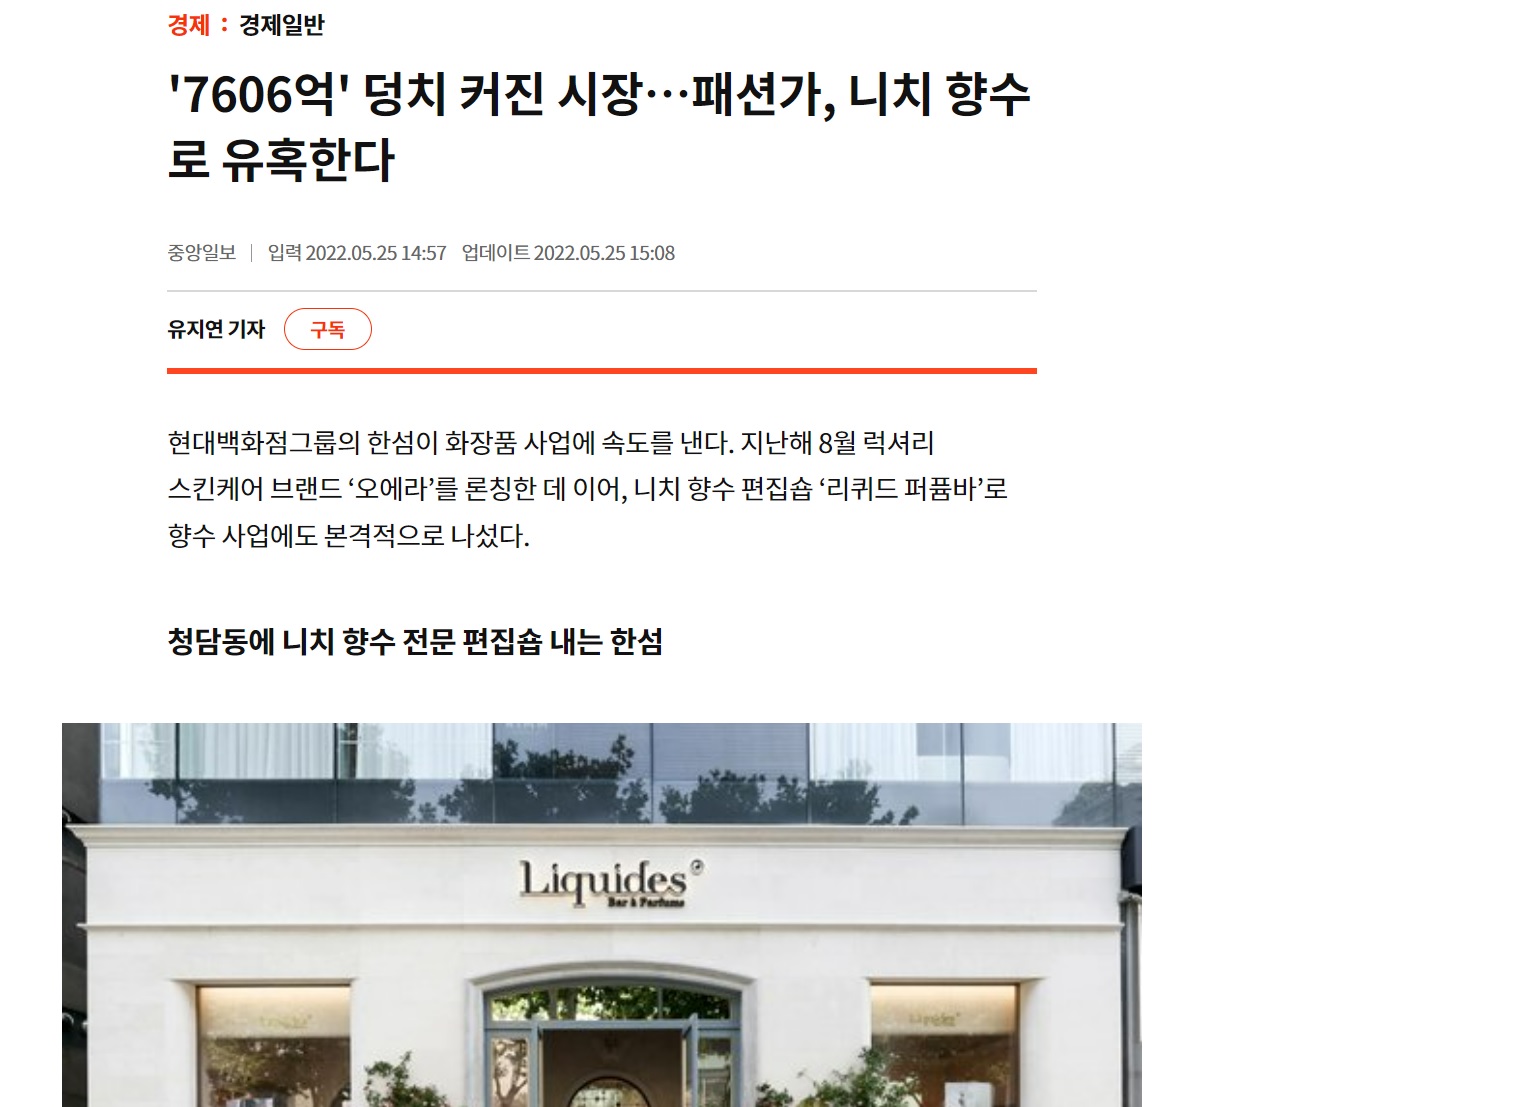 경제 : 경제일반
'7606억' 덩치 커진 시장…패션가, 니치 향수
로 유혹한다
중앙일보 | 입력 2022.05.25 14:57 업데이트 2022.05.25 15:08
유지연 기자 구독
현대백화점그룹의 한섬이 화장품 사업에 속도를 낸다. 지난해 8월 럭셔리
스킨케어 브랜드 ‘오에라’를 론칭한 데 이어, 니치 향수 편집숍 ‘리퀴드 퍼퓸바’로
향수 사업에도 본격적으로 나섰다.
청담동에 니치 향수 전문 편집숍 내는 한섬
Liquides
Bar à Parfums